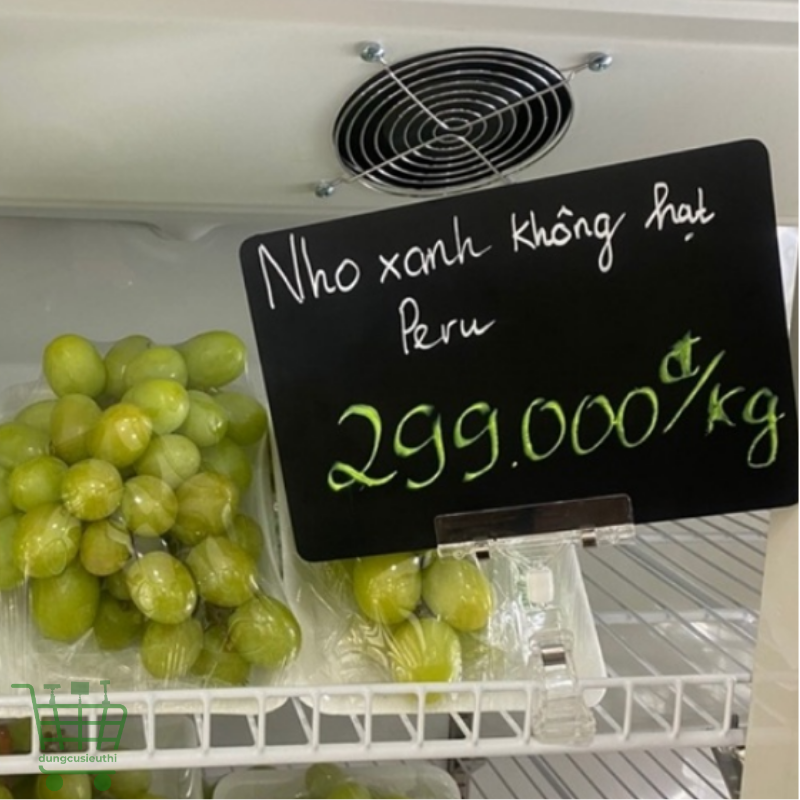 Nho xanh không hạt
Peru
299.000đ/kg
dungcusieuthi